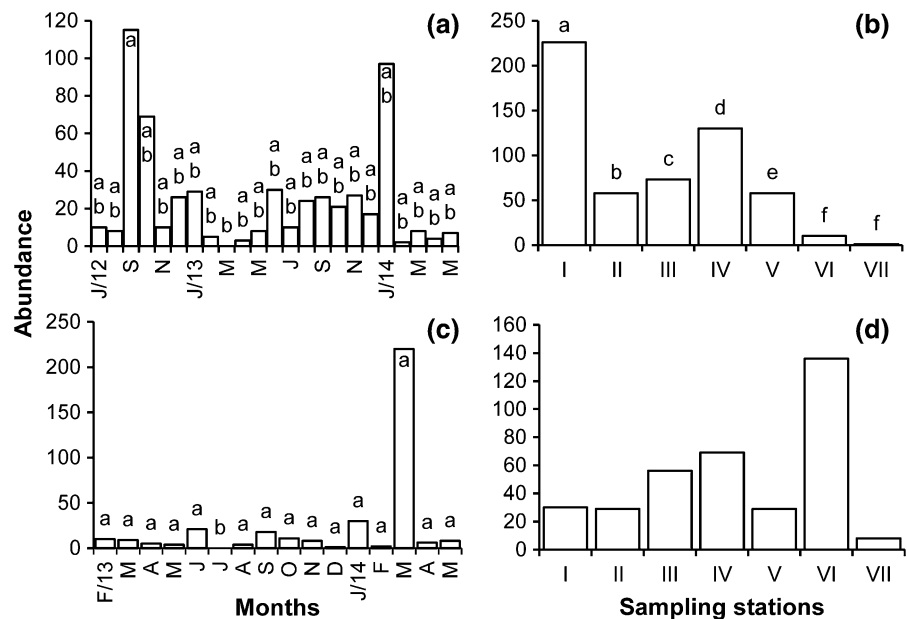 (a)
Abundance
120
100
80
60
40
20
0
a a a a a a a a a a a a a a a a a a a a a a
b b b b b b b b b b b b b b b b b b b b b b
J/12 S N J/13 M M J S N J/14 M M
(b)
250
200
150
100
50
0
a b c d e f f
I II III IV V VI VII
(c)
250
200
150
100
50
0
a a a a a b a a a a a a a a a a
F/13 M A M J J A S O N D J/14 F M A M
Months
(d)
160
140
120
100
80
60
40
20
0
I II III IV V VI VII
Sampling stations